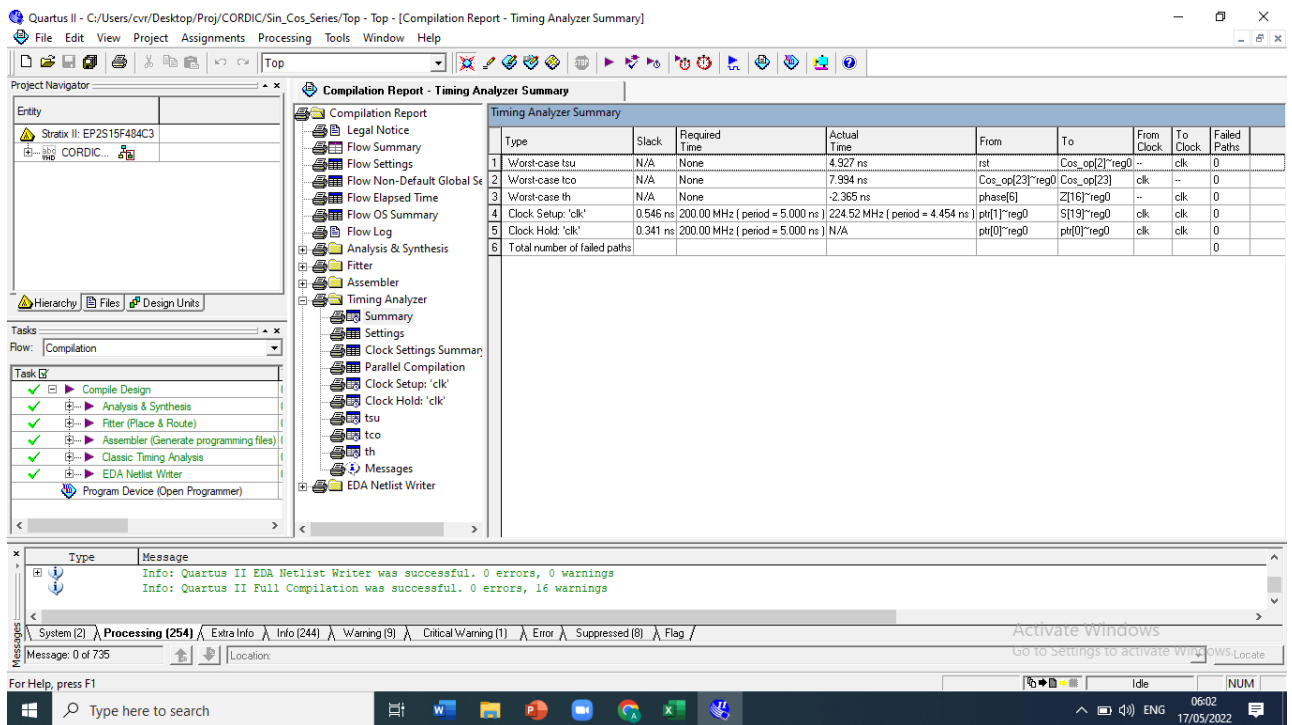 Quartus II - C:/Users/cvr/Desktop/Proj/CORDIC/Sin_Cos_Series/Top - Top - [Compilation Report - Timing Analyzer Summary]
File Edit View Project Assignments Processing Tools Window Help
Top
Project Navigator
Entity
Stratix II: EP2S15F484C3
CORDIC...
Hierarchy Files Design Units
Tasks
Flow: Compilation
Task
Compile Design
Analysis & Synthesis
Fitter (Place & Route)
Assembler (Generate programming files)
Classic Timing Analysis
EDA Netlist Writer
Program Device (Open Programmer)
Compilation Report - Timing Analyzer Summary
Compilation Report
Legal Notice
Flow Summary
Flow Settings
Flow Non-Default Global Se
Flow Elapsed Time
Flow OS Summary
Flow Log
Analysis & Synthesis
Fitter
Assembler
Timing Analyzer
Summary
Settings
Clock Settings Summar
Parallel Compilation
Clock Setup: 'clk'
Clock Hold: 'clk'
tsu
tco
th
Messages
EDA Netlist Writer
Timing Analyzer Summary
Type Slack Required Time Actual Time From To From Clock To Clock Failed Paths
1 Worst-case tsu N/A None 4.927 ns rst Cos_op[2]~reg0 -- clk 0
2 Worst-case tco N/A None 7.994 ns Cos_op[23]~reg0 Cos_op[23] clk -- 0
3 Worst-case th N/A None -2.365 ns phase[6] Z[16]~reg0 -- clk 0
4 Clock Setup: 'clk' 0.546 ns 200.00 MHz ( period = 5.000 ns ) 224.52 MHz ( period = 4.454 ns ) ptr[1]~reg0 S[19]~reg0 clk clk 0
5 Clock Hold: 'clk' 0.341 ns 200.00 MHz ( period = 5.000 ns ) N/A ptr[0]~reg0 ptr[0]~reg0 clk clk 0
6 Total number of failed paths 0
Type Message
Info: Quartus II EDA Netlist Writer was successful. 0 errors, 0 warnings
Info: Quartus II Full Compilation was successful. 0 errors, 16 warnings
System (2) Processing (254) Extra Info Info (244) Warning (9) Critical Warning (1) Error Suppressed (8) Flag
Messages
Message: 0 of 735 Location: Locate
Activate Windows
Go to Settings to activate Windows.
For Help, press F1 Idle NUM
Type here to search
ENG
06:02
17/05/2022